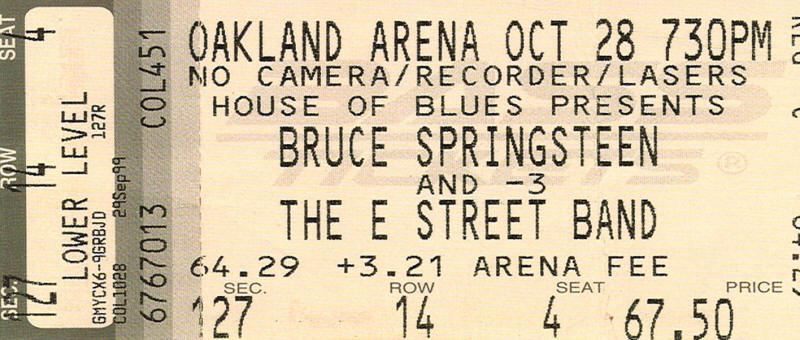 OAKLAND ARENA OCT 28 730PM
NO CAMERA/RECORDER/LASERS
HOUSE OF BLUES PRESENTS
BRUCE SPRINGSTEEN
AND -3
THE E STREET BAND
64.29 +3.21 ARENA FEE
SEC. ROW SEAT PRICE
127 14 4 67.50
SEC. ROW SEAT
127 14 4
LOWER LEVEL
127R
GMYCX6-9GRBJD
COL1028 29Sep99
6767013 COL451
TICKETS®